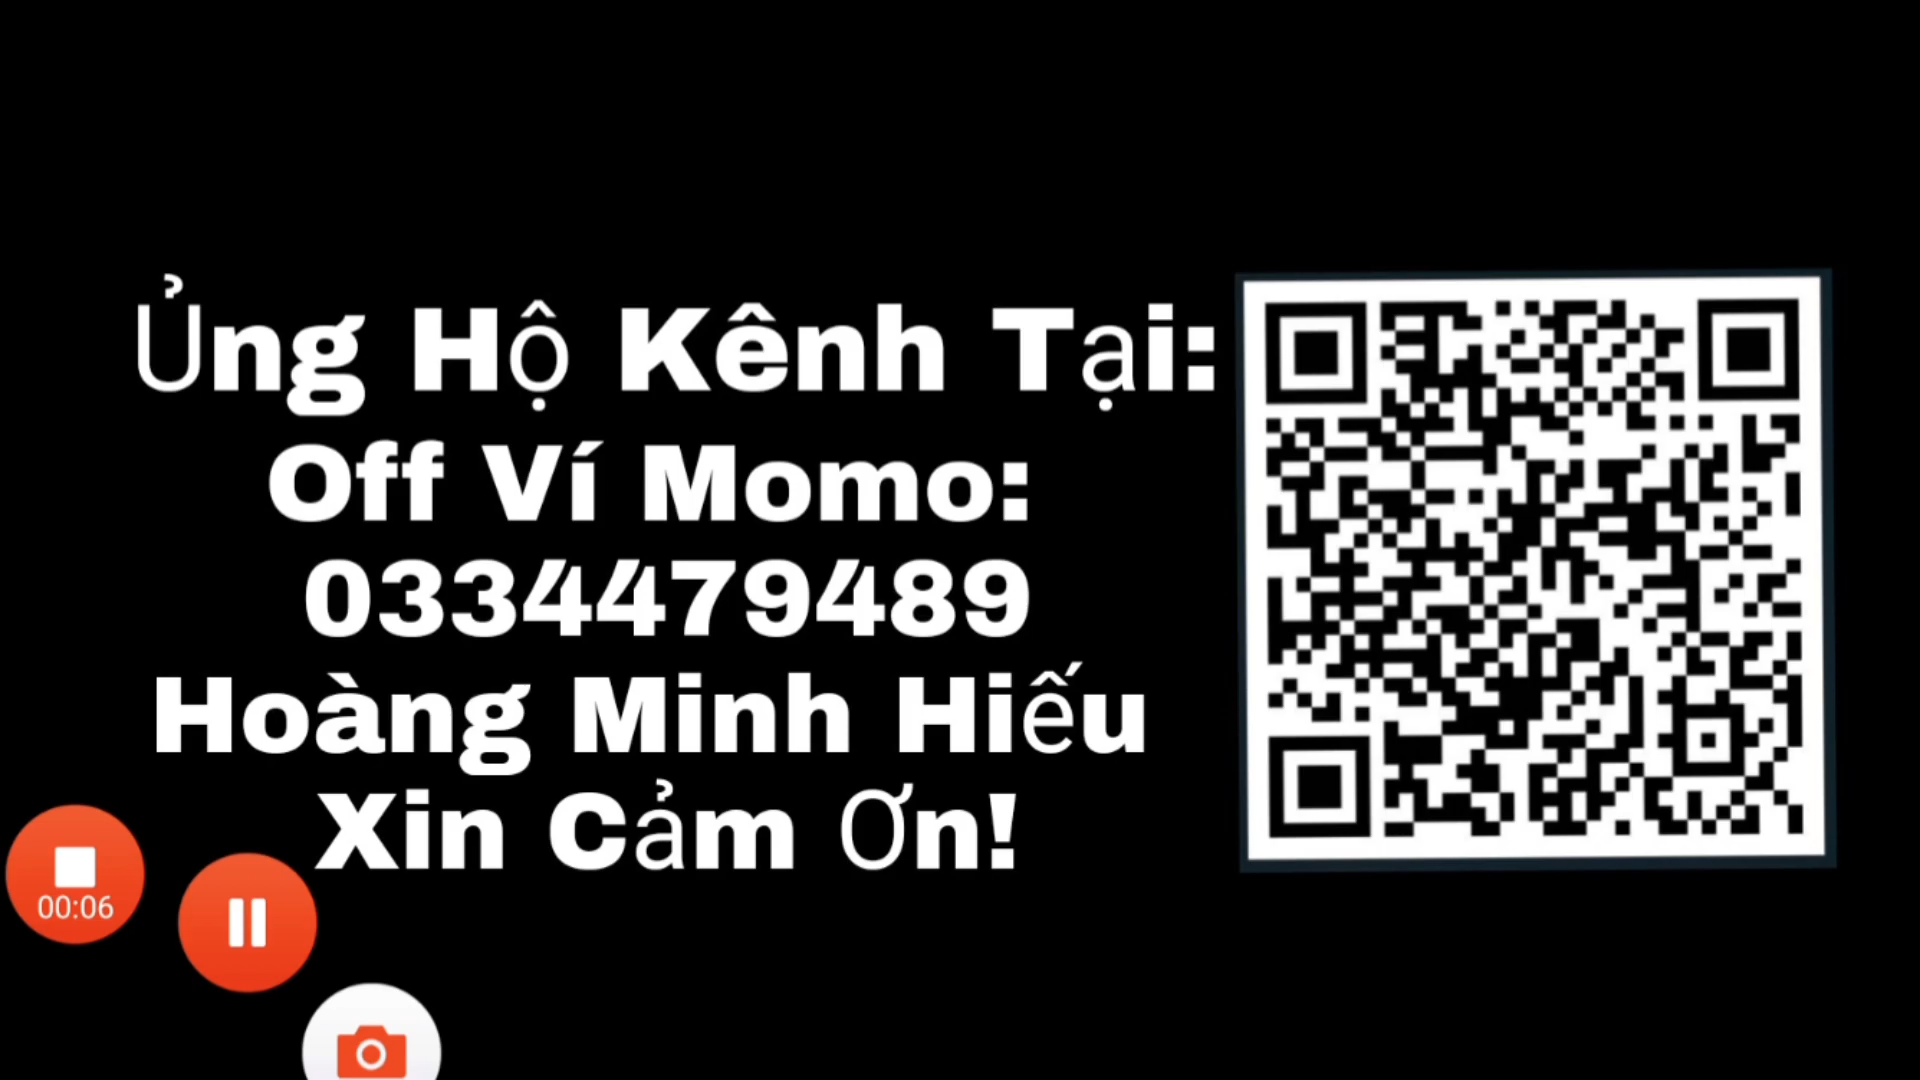 Ủng Hộ Kênh Tại:
Off Ví Momo:
0334479489
Hoàng Minh Hiếu
Xin Cảm Ơn!
00:06